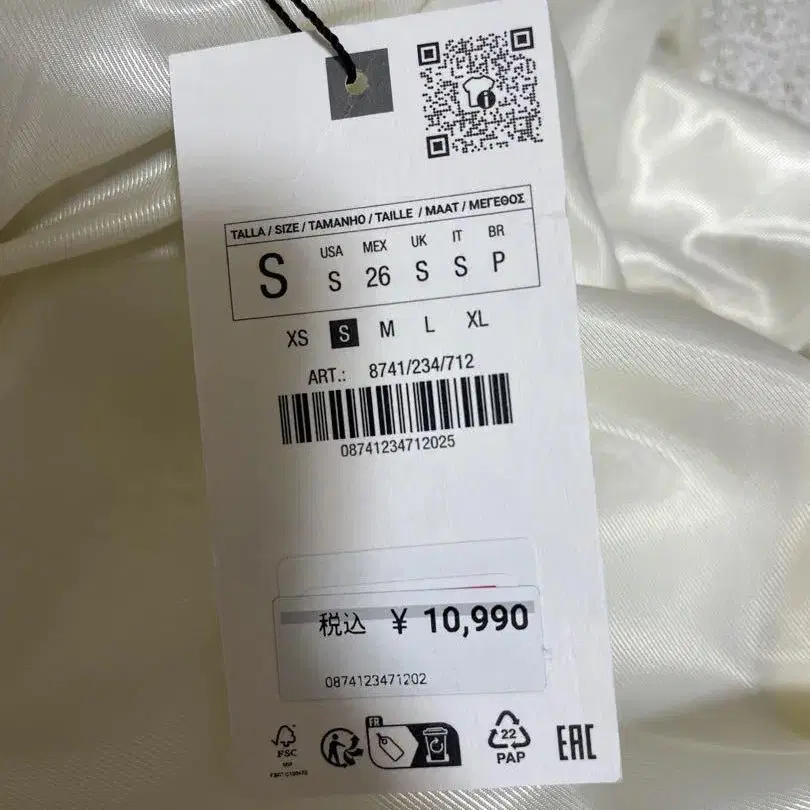 TALLA / SIZE / TAMANHO / TAILLE / MAAT / ΜΕΓΕΘΟΣ
S
USA MEX UK IT BR
S 26 S S P
XS S M L XL
ART.: 8741/234/712
08741234712025
税込 ¥ 10,990
0874123471202
FR
22
FSC
PAP
EAC